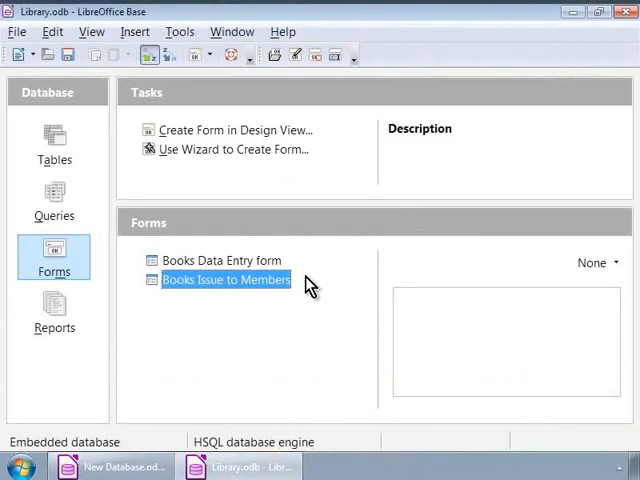 Library.odb - LibreOffice Base
File Edit View Insert Tools Window Help
Database
Tables
Queries
Forms
Reports
Tasks
Create Form in Design View...
Use Wizard to Create Form...
Description
Forms
Books Data Entry form
Books Issue to Members
None
Embedded database
HSQL database engine
New Database.od...
Library.odb - Libr...